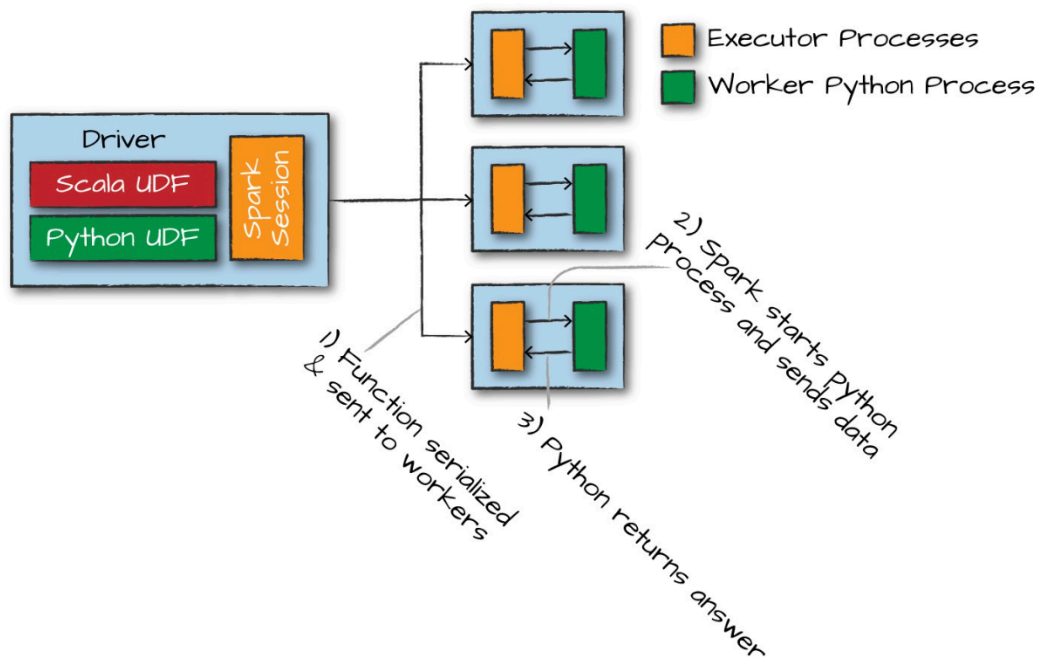 Driver
Scala UDF
Python UDF
Spark
Session
Executor Processes
Worker Python Process
1) Function serialized
& sent to workers
2) Spark starts Python
process and sends data
3) Python returns answer